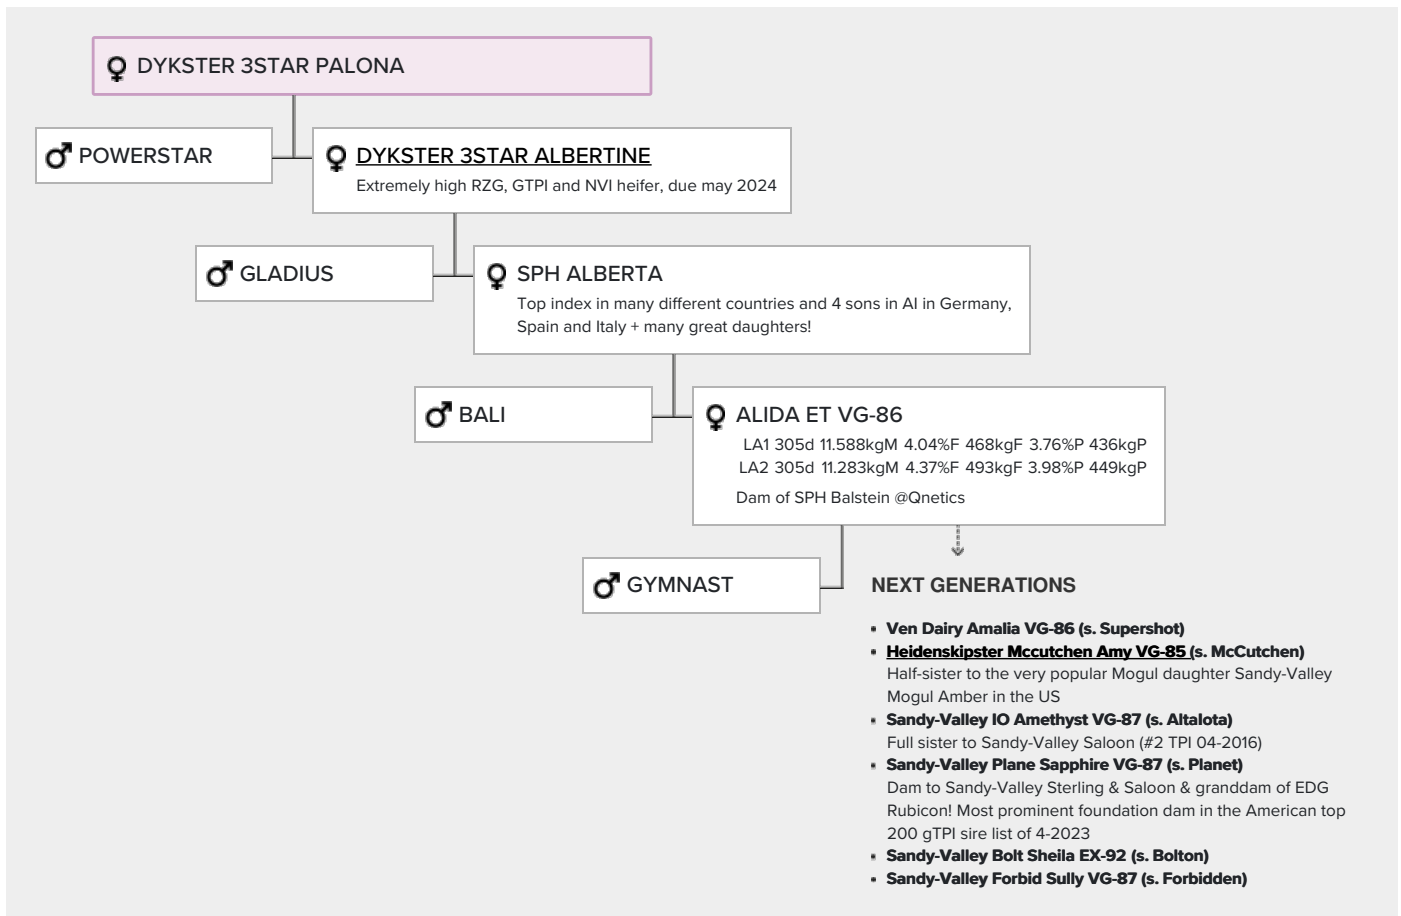 DYKSTER 3STAR PALONA
POWERSTAR
DYKSTER 3STAR ALBERTINE
Extremely high RZG, GTPI and NVI heifer, due may 2024
GLADIUS
SPH ALBERTA
Top index in many different countries and 4 sons in AI in Germany,
Spain and Italy + many great daughters!
BALI
ALIDA ET VG-86
LA1 305d 11.588kgM 4.04%F 468kgF 3.76%P 436kgP
LA2 305d 11.283kgM 4.37%F 493kgF 3.98%P 449kgP
Dam of SPH Balstein @Qnetics
GYMNAST
NEXT GENERATIONS
Ven Dairy Amalia VG-86 (s. Supershot)
Heidenskipster Mccutchen Amy VG-85 (s. McCutchen)
Half-sister to the very popular Mogul daughter Sandy-Valley
Mogul Amber in the US
Sandy-Valley IO Amethyst VG-87 (s. AltaIota)
Full sister to Sandy-Valley Saloon (#2 TPI 04-2016)
Sandy-Valley Plane Sapphire VG-87 (s. Planet)
Dam to Sandy-Valley Sterling & Saloon & granddam of EDG
Rubicon! Most prominent foundation dam in the American top
200 gTPI sire list of 4-2023
Sandy-Valley Bolt Sheila EX-92 (s. Bolton)
Sandy-Valley Forbid Sully VG-87 (s. Forbidden)